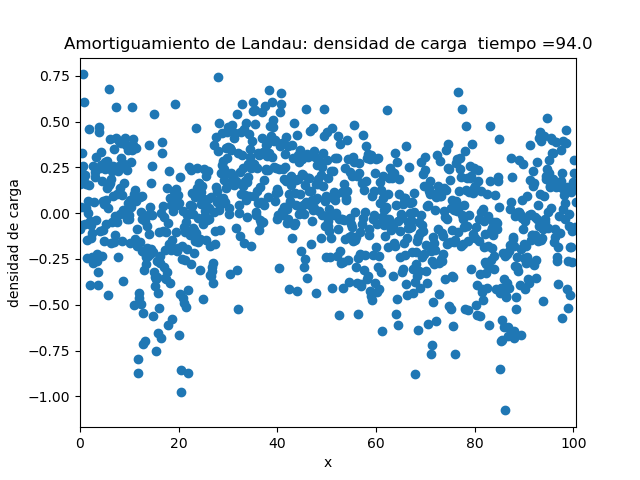 Amortiguamiento de Landau: densidad de carga  tiempo =94.0
densidad de carga
0.75
0.50
0.25
0.00
−0.25
−0.50
−0.75
−1.00
0 20 40 60 80 100
x